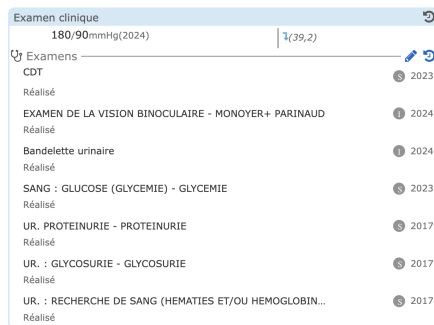 Examen clinique
180/90mmHg(2024) (39,2)
Examens
CDT S 2023
Réalisé
EXAMEN DE LA VISION BINOCULAIRE - MONOYER+ PARINAUD I 2024
Réalisé
Bandelette urinaire I 2024
Réalisé
SANG : GLUCOSE (GLYCEMIE) - GLYCEMIE S 2023
Réalisé
UR. PROTEINURIE - PROTEINURIE S 2017
Réalisé
UR. : GLYCOSURIE - GLYCOSURIE S 2017
Réalisé
UR. : RECHERCHE DE SANG (HEMATIES ET/OU HEMOGLOBIN... S 2017
Réalisé